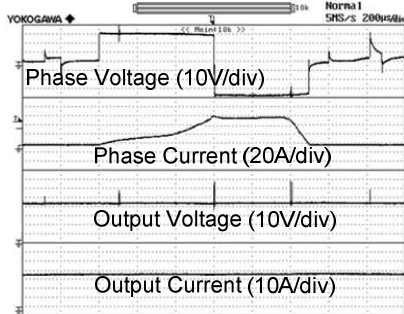 Normal
YOKOGAWA ◆ 5MS/s 200μs/div
<< Main:10k >>
Phase Voltage (10V/div)
Phase Current (20A/div)
Output Voltage (10V/div)
Output Current (10A/div)